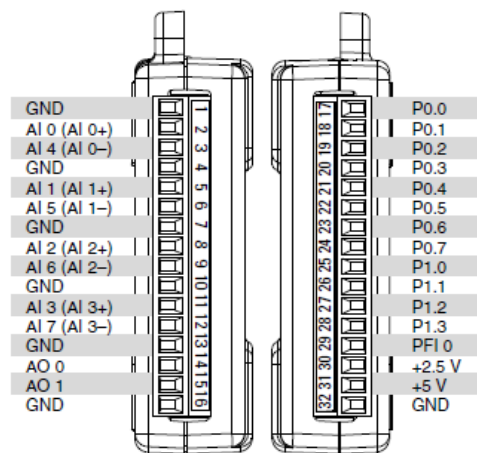 GND 1
AI 0 (AI 0+) 2
AI 4 (AI 0–) 3
GND 4
AI 1 (AI 1+) 5
AI 5 (AI 1–) 6
GND 7
AI 2 (AI 2+) 8
AI 6 (AI 2–) 9
GND 10
AI 3 (AI 3+) 11
AI 7 (AI 3–) 12
GND 13
AO 0 14
AO 1 15
GND 16
17 P0.0
18 P0.1
19 P0.2
20 P0.3
21 P0.4
22 P0.5
23 P0.6
24 P0.7
25 P1.0
26 P1.1
27 P1.2
28 P1.3
29 PFI 0
30 +2.5 V
31 +5 V
32 GND